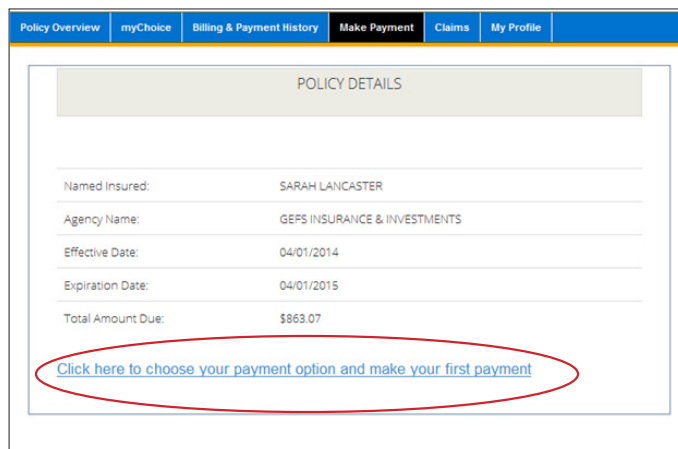 Policy Overview myChoice Billing & Payment History Make Payment Claims My Profile
POLICY DETAILS
Named Insured: SARAH LANCASTER
Agency Name: GEFS INSURANCE & INVESTMENTS
Effective Date: 04/01/2014
Expiration Date: 04/01/2015
Total Amount Due: $863.07
Click here to choose your payment option and make your first payment